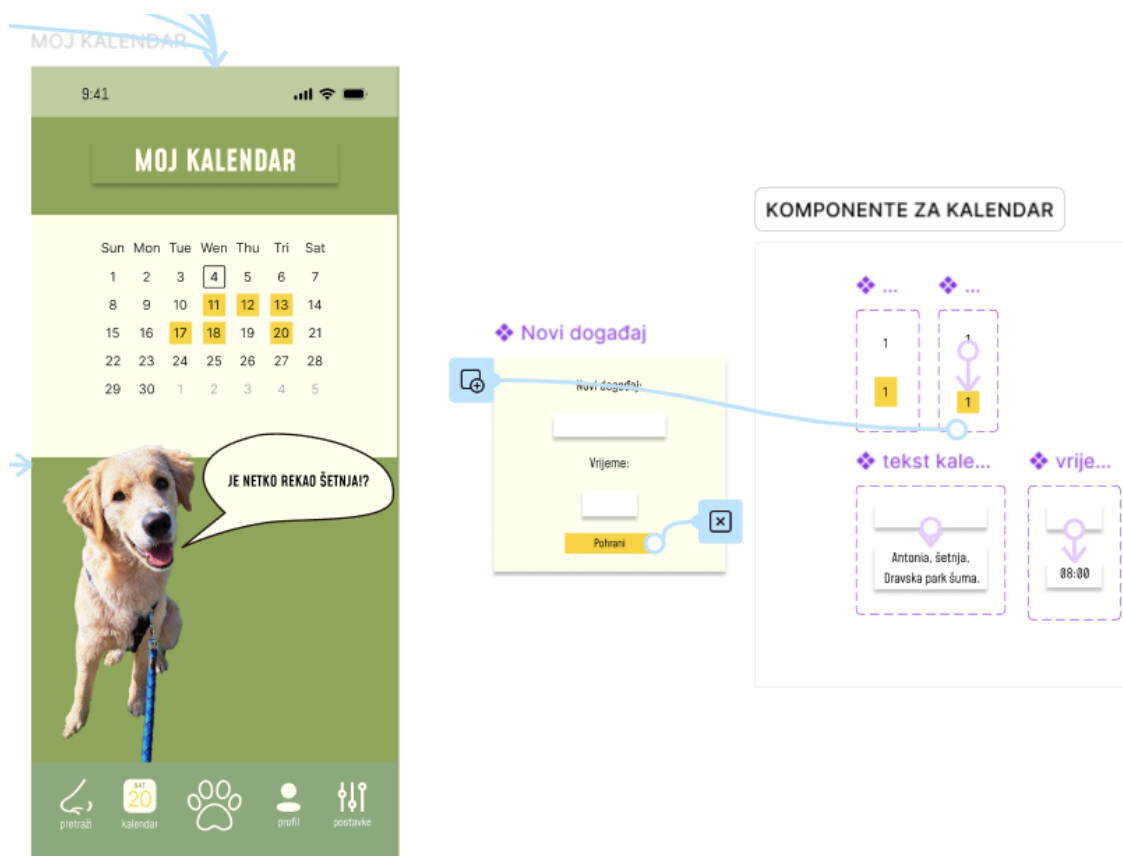 MOJ KALENDAR
9:41
MOJ KALENDAR
Sun Mon Tue Wen Thu Tri Sat
1 2 3 4 5 6 7
8 9 10 11 12 13 14
15 16 17 18 19 20 21
22 23 24 25 26 27 28
29 30 1 2 3 4 5
JE NETKO REKAO ŠETNJA!?
pretraži
SAT
20
kalendar
profil
postavke
Novi događaj
Novi događaj:
Vrijeme:
Pohrani
KOMPONENTE ZA KALENDAR
... ...
1 1
1 1
tekst kale... vrije...
Antonia, šetnja,
Dravska park šuma.
08:00